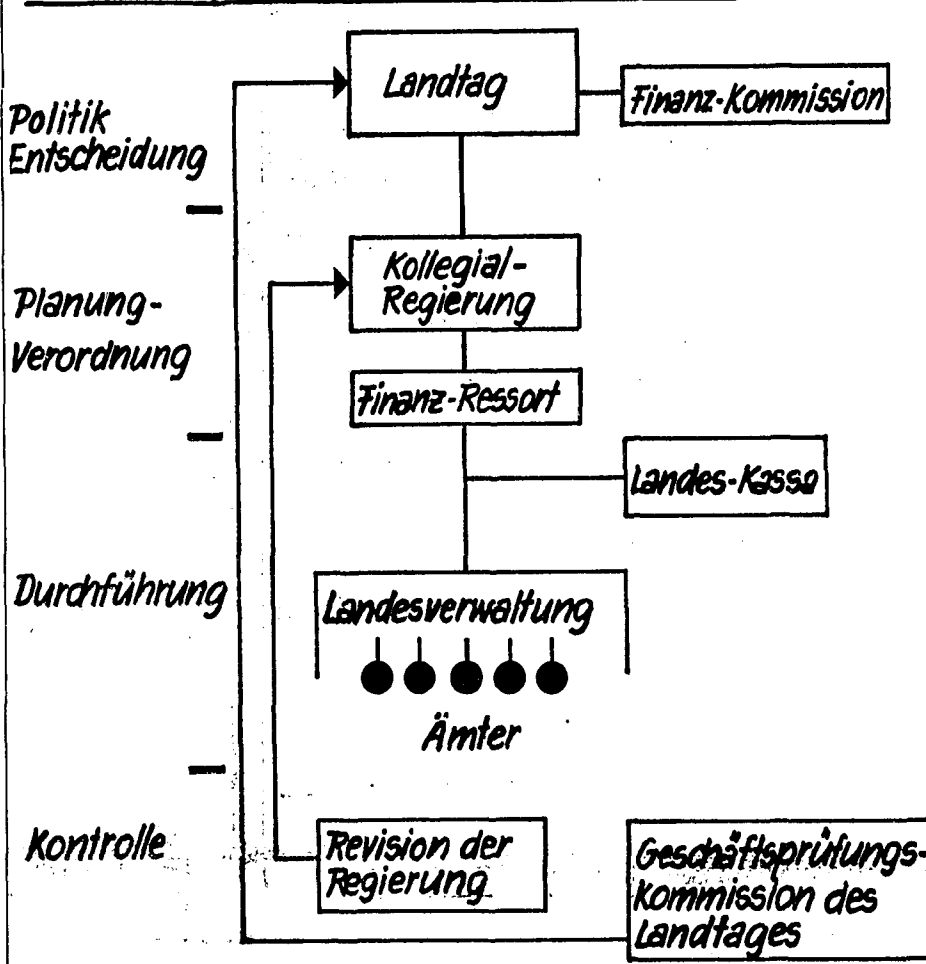 Landtag
Finanz-Kommission
Politik
Entscheidung
Kollegial-
Regierung
Planung-
Verordnung
Finanz-Ressort
Landes-Kasse
Durchführung
Landesverwaltung
Ämter
Kontrolle
Revision der
Regierung
Geschäftsprüfungs-
Kommission des
Landtages